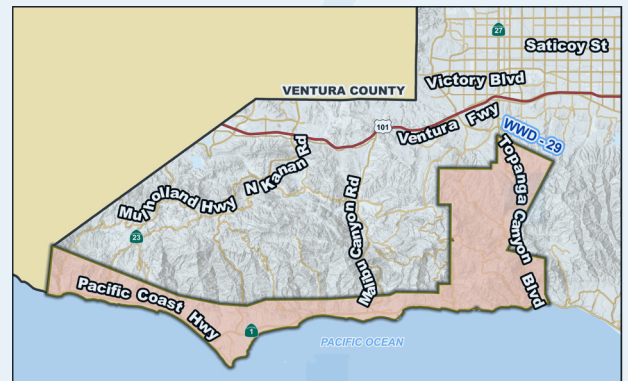 27
Saticoy St
Victory Blvd
VENTURA COUNTY
101
Ventura Fwy
WWD - 29
N Kanan Rd
Mulholland Hwy
Topanga Canyon Blvd
Malibu Canyon Rd
23
Pacific Coast Hwy
1
PACIFIC OCEAN